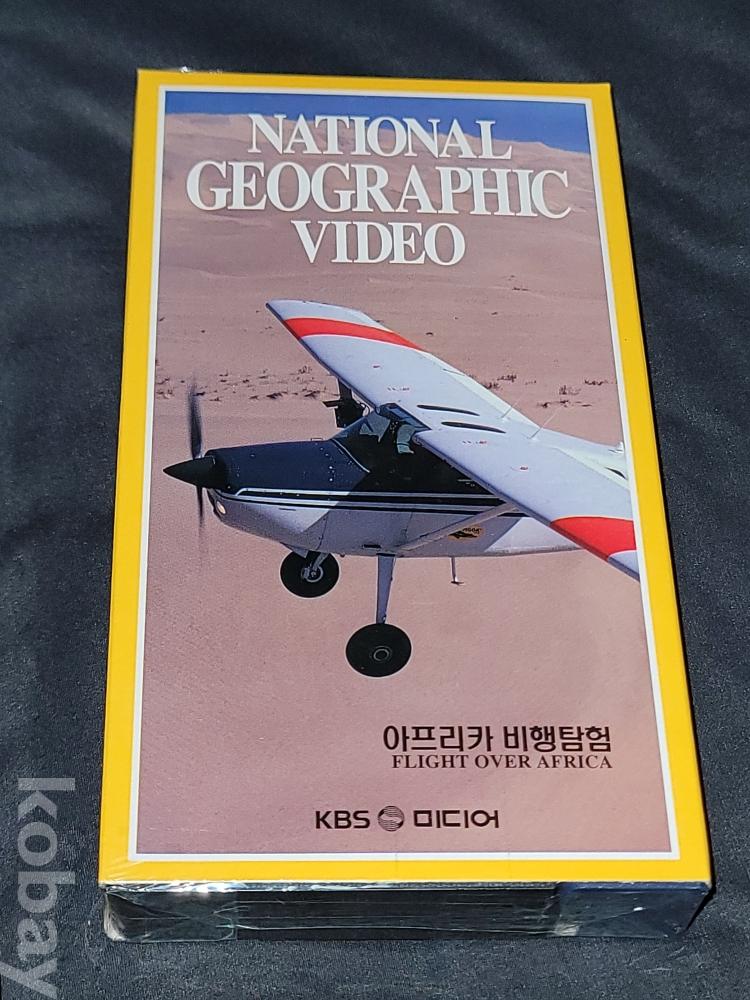 NATIONAL
GEOGRAPHIC
VIDEO
아프리카 비행탐험
FLIGHT OVER AFRICA
KBS 미디어
kobay